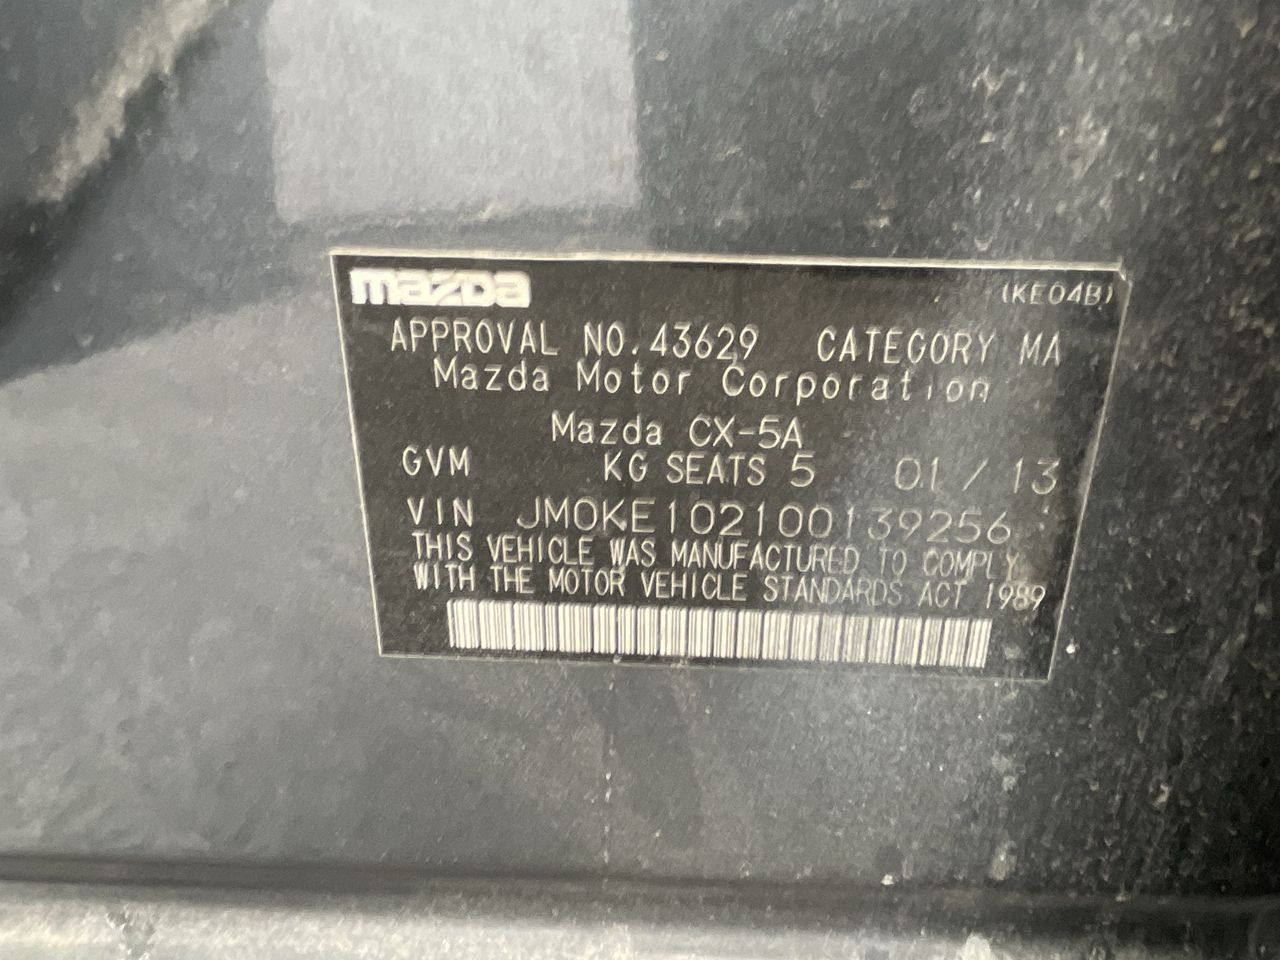 mazda (KE04B)
APPROVAL NO. 43629 CATEGORY MA
Mazda Motor Corporation
Mazda CX-5A
GVM KG SEATS 5 01/13
VIN JM0KE102100139256
THIS VEHICLE WAS MANUFACTURED TO COMPLY
WITH THE MOTOR VEHICLE STANDARDS ACT 1989